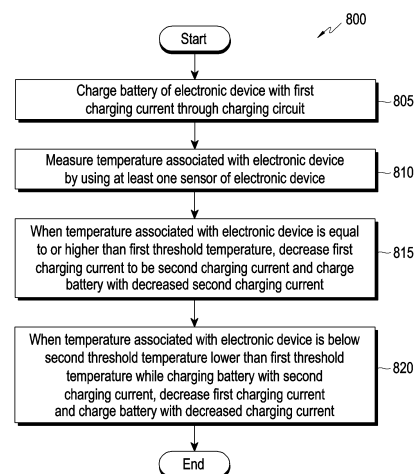 800
Start
Charge battery of electronic device with first
charging current through charging circuit
805
Measure temperature associated with electronic device
by using at least one sensor of electronic device
810
When temperature associated with electronic device is equal
to or higher than first threshold temperature, decrease first
charging current to be second charging current and charge
battery with decreased second charging current
815
When temperature associated with electronic device is below
second threshold temperature lower than first threshold
temperature while charging battery with second
charging current, decrease first charging current
and charge battery with decreased charging current
820
End